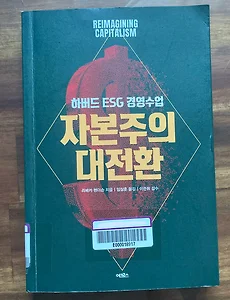 REIMAGINING
CAPITALISM
하버드 ESG 경영수업
자본주의
대전환
리베카 헨더슨 지음 | 임상훈 옮김 | 이관휘 감수
E000016917
어크로스